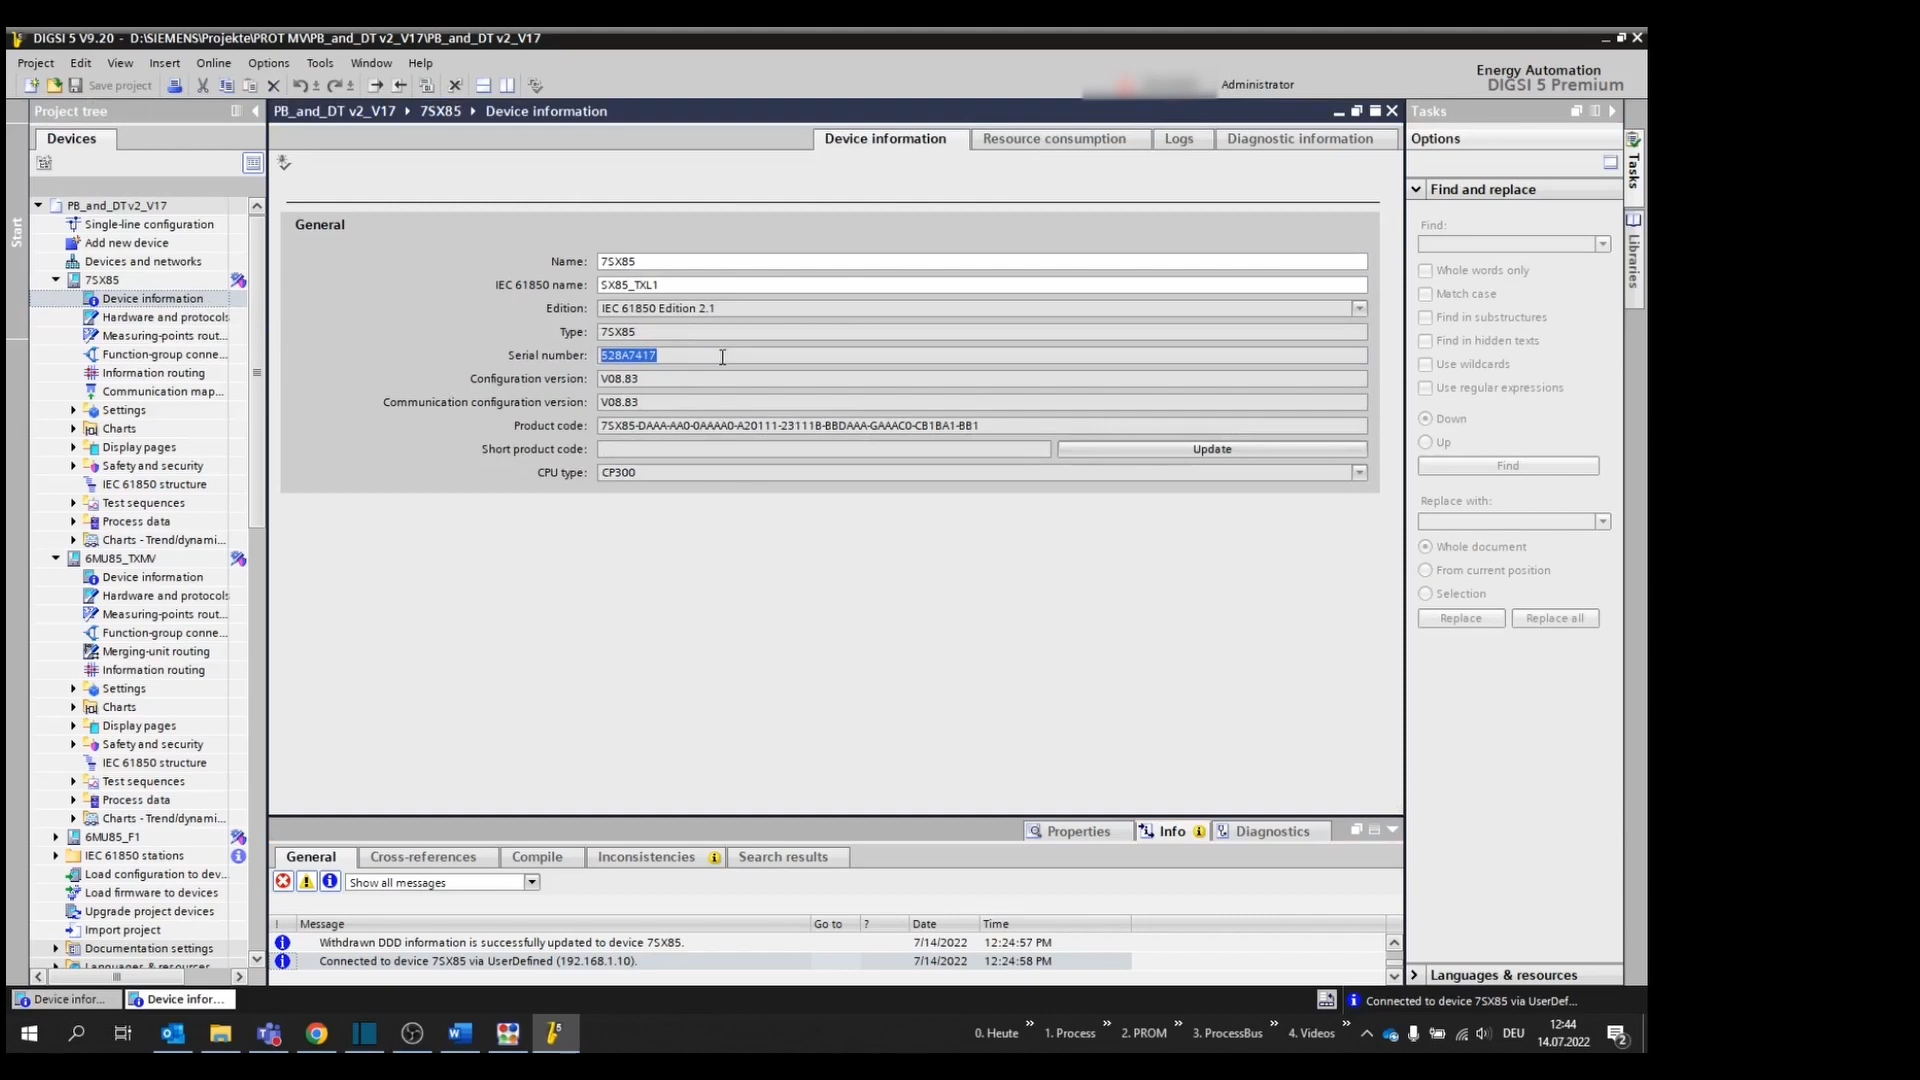 DIGSI 5 V9.20 - D:\SIEMENS\Projekte\PROT MV\PB_and_DT v2_V17\PB_and_DT v2_V17
Project Edit View Insert Online Options Tools Window Help
Energy Automation
DIGSI 5 Premium
Save project
Administrator
Project tree
PB_and_DT v2_V17 › 7SX85 › Device information
Tasks
Devices
Device information Resource consumption Logs Diagnostic information
Options
Start
PB_and_DT v2_V17
Single-line configuration
Add new device
Devices and networks
7SX85
Device information
Hardware and protocols
Measuring-points rout...
Function-group conne...
Information routing
Communication map...
Settings
Charts
Display pages
Safety and security
IEC 61850 structure
Test sequences
Process data
Charts - Trend/dynami...
6MU85_TXMV
Device information
Hardware and protocols
Measuring-points rout...
Function-group conne...
Merging-unit routing
Information routing
Settings
Charts
Display pages
Safety and security
IEC 61850 structure
Test sequences
Process data
Charts - Trend/dynami...
6MU85_F1
IEC 61850 stations
Load configuration to dev...
Load firmware to devices
Upgrade project devices
Import project
Documentation settings
Languages & resources
General
Name: 7SX85
IEC 61850 name: SX85_TXL1
Edition: IEC 61850 Edition 2.1
Type: 7SX85
Serial number: 528A7417
Configuration version: V08.83
Communication configuration version: V08.83
Product code: 7SX85-DAAA-AA0-0AAAA0-A20111-23111B-BBDAAA-GAAAC0-CB1BA1-BB1
Short product code: Update
CPU type: CP300
Properties Info Diagnostics
General Cross-references Compile Inconsistencies Search results
Show all messages
! Message Go to ? Date Time
Withdrawn DDD information is successfully updated to device 7SX85. 7/14/2022 12:24:57 PM
Connected to device 7SX85 via UserDefined (192.168.1.10). 7/14/2022 12:24:58 PM
Find and replace
Find:
Whole words only
Match case
Find in substructures
Find in hidden texts
Use wildcards
Use regular expressions
Down
Up
Find
Replace with:
Whole document
From current position
Selection
Replace Replace all
Languages & resources
Tasks
Libraries
Device infor... Device infor...
Connected to device 7SX85 via UserDef...
0. Heute 1. Process 2. PROM 3. ProcessBus 4. Videos
DEU
12:44
14.07.2022
2